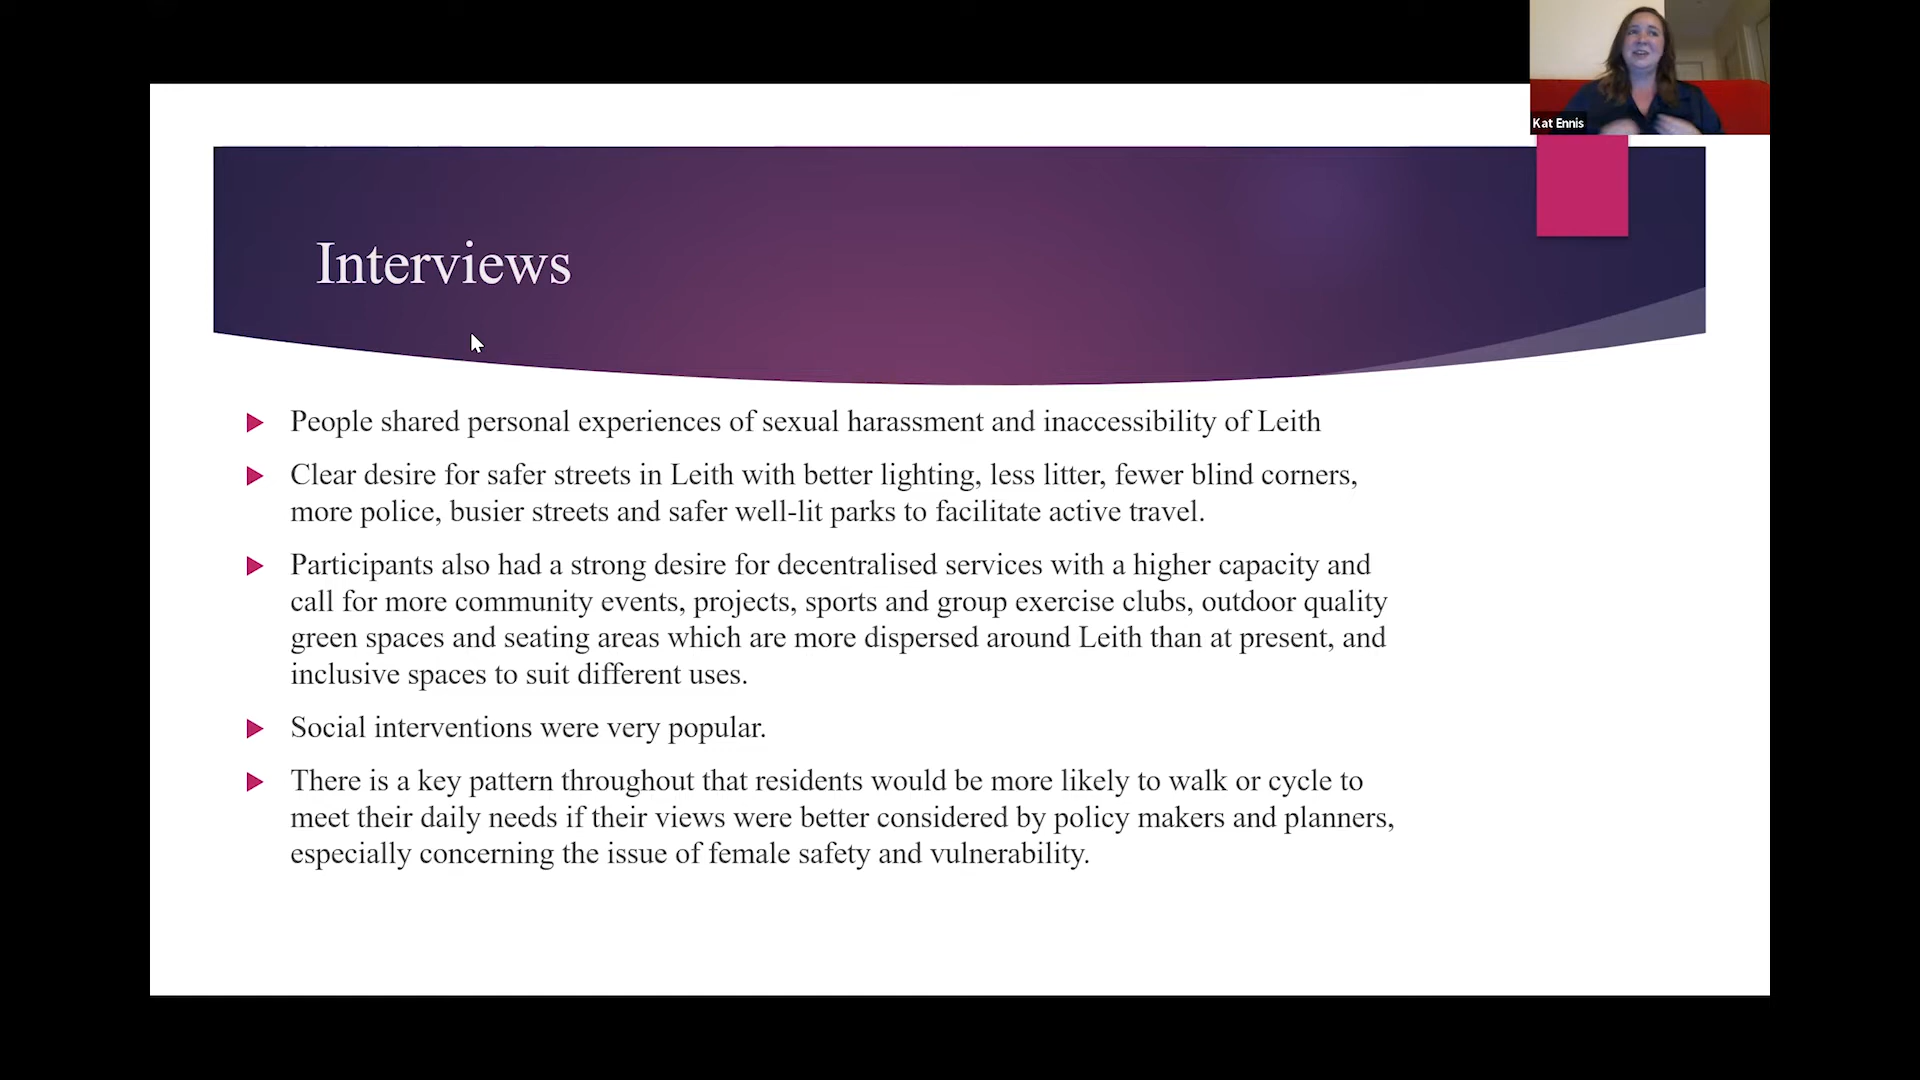 Kat Ennis
Interviews
People shared personal experiences of sexual harassment and inaccessibility of Leith
Clear desire for safer streets in Leith with better lighting, less litter, fewer blind corners,
more police, busier streets and safer well-lit parks to facilitate active travel.
Participants also had a strong desire for decentralised services with a higher capacity and
call for more community events, projects, sports and group exercise clubs, outdoor quality
green spaces and seating areas which are more dispersed around Leith than at present, and
inclusive spaces to suit different uses.
Social interventions were very popular.
There is a key pattern throughout that residents would be more likely to walk or cycle to
meet their daily needs if their views were better considered by policy makers and planners,
especially concerning the issue of female safety and vulnerability.